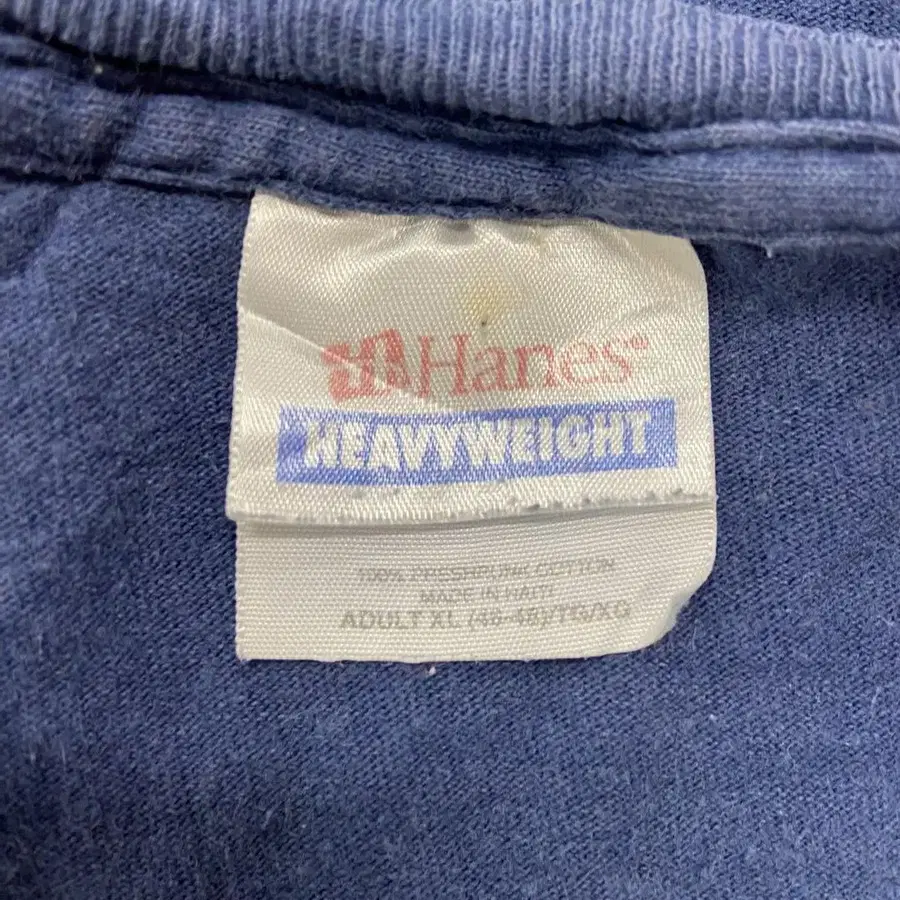 Hanes®
HEAVYWEIGHT
100% PRESHRUNK COTTON
MADE IN HAITI
ADULT XL (46-48)/TG/XG